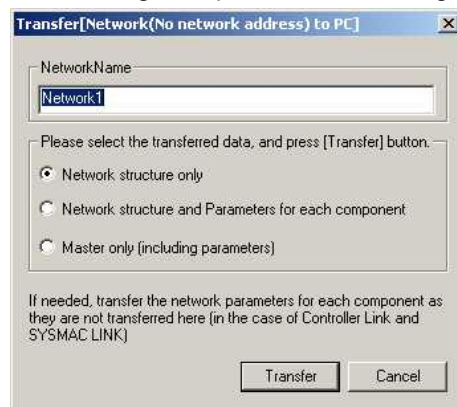 Transfer[Network(No network address) to PC]
NetworkName
Network1
Please select the transferred data, and press [Transfer] button.
Network structure only
Network structure and Parameters for each component
Master only (including parameters)
If needed, transfer the network parameters for each component as
they are not transferred here (in the case of Controller Link and
SYSMAC LINK)
Transfer
Cancel